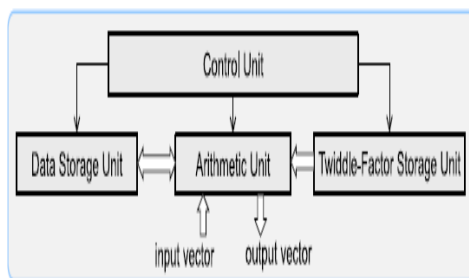 Control Unit
Data Storage Unit
Arithmetic Unit
Twiddle-Factor Storage Unit
input vector
output vector